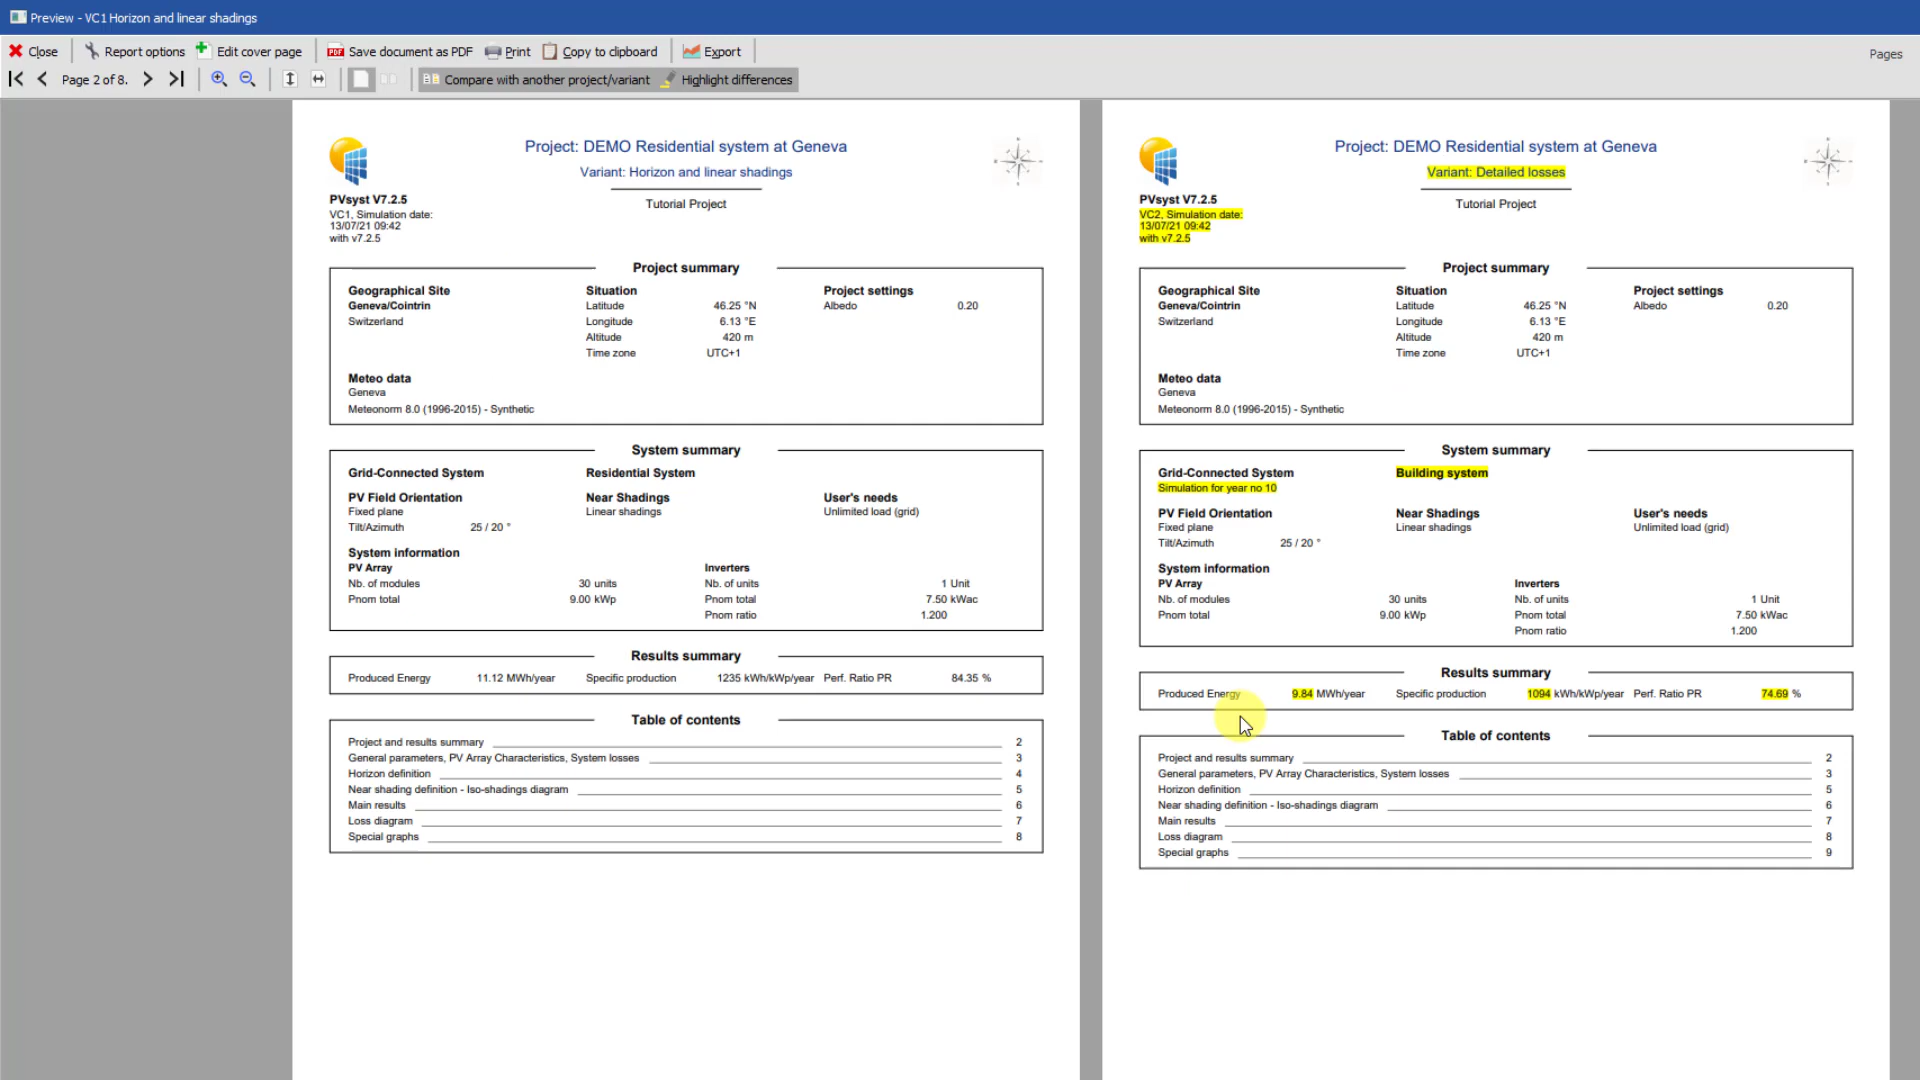 Preview - VC1 Horizon and linear shadings
Close Report options Edit cover page Save document as PDF Print Copy to clipboard Export Pages
Page 2 of 8. Compare with another project/variant Highlight differences
Project: DEMO Residential system at Geneva
Variant: Horizon and linear shadings
PVsyst V7.2.5
VC1, Simulation date:
13/07/21 09:42
with v7.2.5
Tutorial Project
Project summary
Geographical Site Situation Project settings
Geneva/Cointrin Latitude 46.25 °N Albedo 0.20
Switzerland Longitude 6.13 °E
Altitude 420 m
Time zone UTC+1
Meteo data
Geneva
Meteonorm 8.0 (1996-2015) - Synthetic
System summary
Grid-Connected System Residential System
PV Field Orientation Near Shadings User's needs
Fixed plane Linear shadings Unlimited load (grid)
Tilt/Azimuth 25 / 20 °
System information
PV Array Inverters
Nb. of modules 30 units Nb. of units 1 Unit
Pnom total 9.00 kWp Pnom total 7.50 kWac
Pnom ratio 1.200
Results summary
Produced Energy 11.12 MWh/year Specific production 1235 kWh/kWp/year Perf. Ratio PR 84.35 %
Table of contents
Project and results summary 2
General parameters, PV Array Characteristics, System losses 3
Horizon definition 4
Near shading definition - Iso-shadings diagram 5
Main results 6
Loss diagram 7
Special graphs 8
Project: DEMO Residential system at Geneva
Variant: Detailed losses
PVsyst V7.2.5
VC2, Simulation date:
13/07/21 09:42
with v7.2.5
Tutorial Project
Project summary
Geographical Site Situation Project settings
Geneva/Cointrin Latitude 46.25 °N Albedo 0.20
Switzerland Longitude 6.13 °E
Altitude 420 m
Time zone UTC+1
Meteo data
Geneva
Meteonorm 8.0 (1996-2015) - Synthetic
System summary
Grid-Connected System Building system
Simulation for year no 10
PV Field Orientation Near Shadings User's needs
Fixed plane Linear shadings Unlimited load (grid)
Tilt/Azimuth 25 / 20 °
System information
PV Array Inverters
Nb. of modules 30 units Nb. of units 1 Unit
Pnom total 9.00 kWp Pnom total 7.50 kWac
Pnom ratio 1.200
Results summary
Produced Energy 9.84 MWh/year Specific production 1094 kWh/kWp/year Perf. Ratio PR 74.69 %
Table of contents
Project and results summary 2
General parameters, PV Array Characteristics, System losses 3
Horizon definition 5
Near shading definition - Iso-shadings diagram 6
Main results 7
Loss diagram 8
Special graphs 9